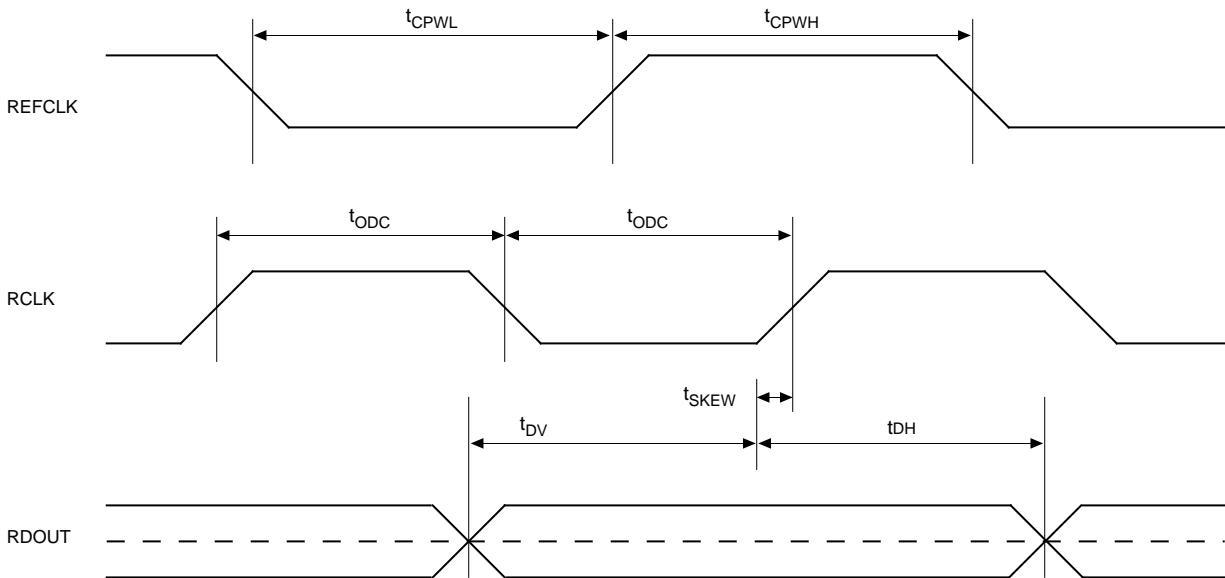 tCPWL
tCPWH
REFCLK
tODC
tODC
RCLK
tSKEW
tDV
tDH
RDOUT